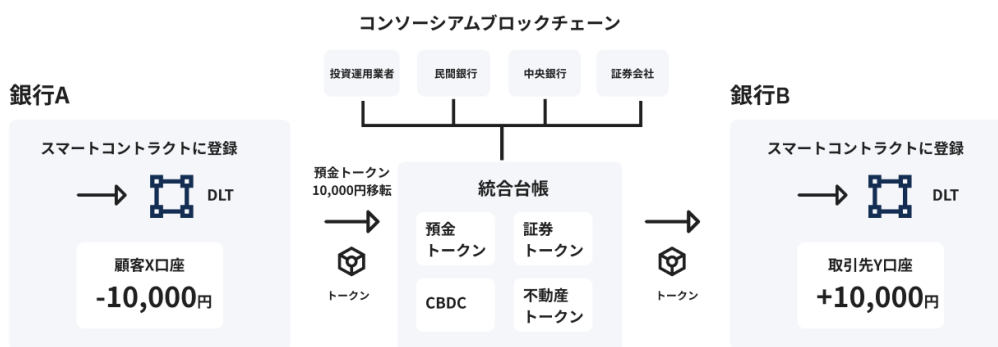 コンソーシアムブロックチェーン
投資運用業者
民間銀行
中央銀行
証券会社
銀行A
スマートコントラクトに登録
DLT
顧客X口座
-10,000円
預金トークン
10,000円移転
トークン
統合台帳
預金
トークン
証券
トークン
CBDC
不動産
トークン
トークン
銀行B
スマートコントラクトに登録
DLT
取引先Y口座
+10,000円